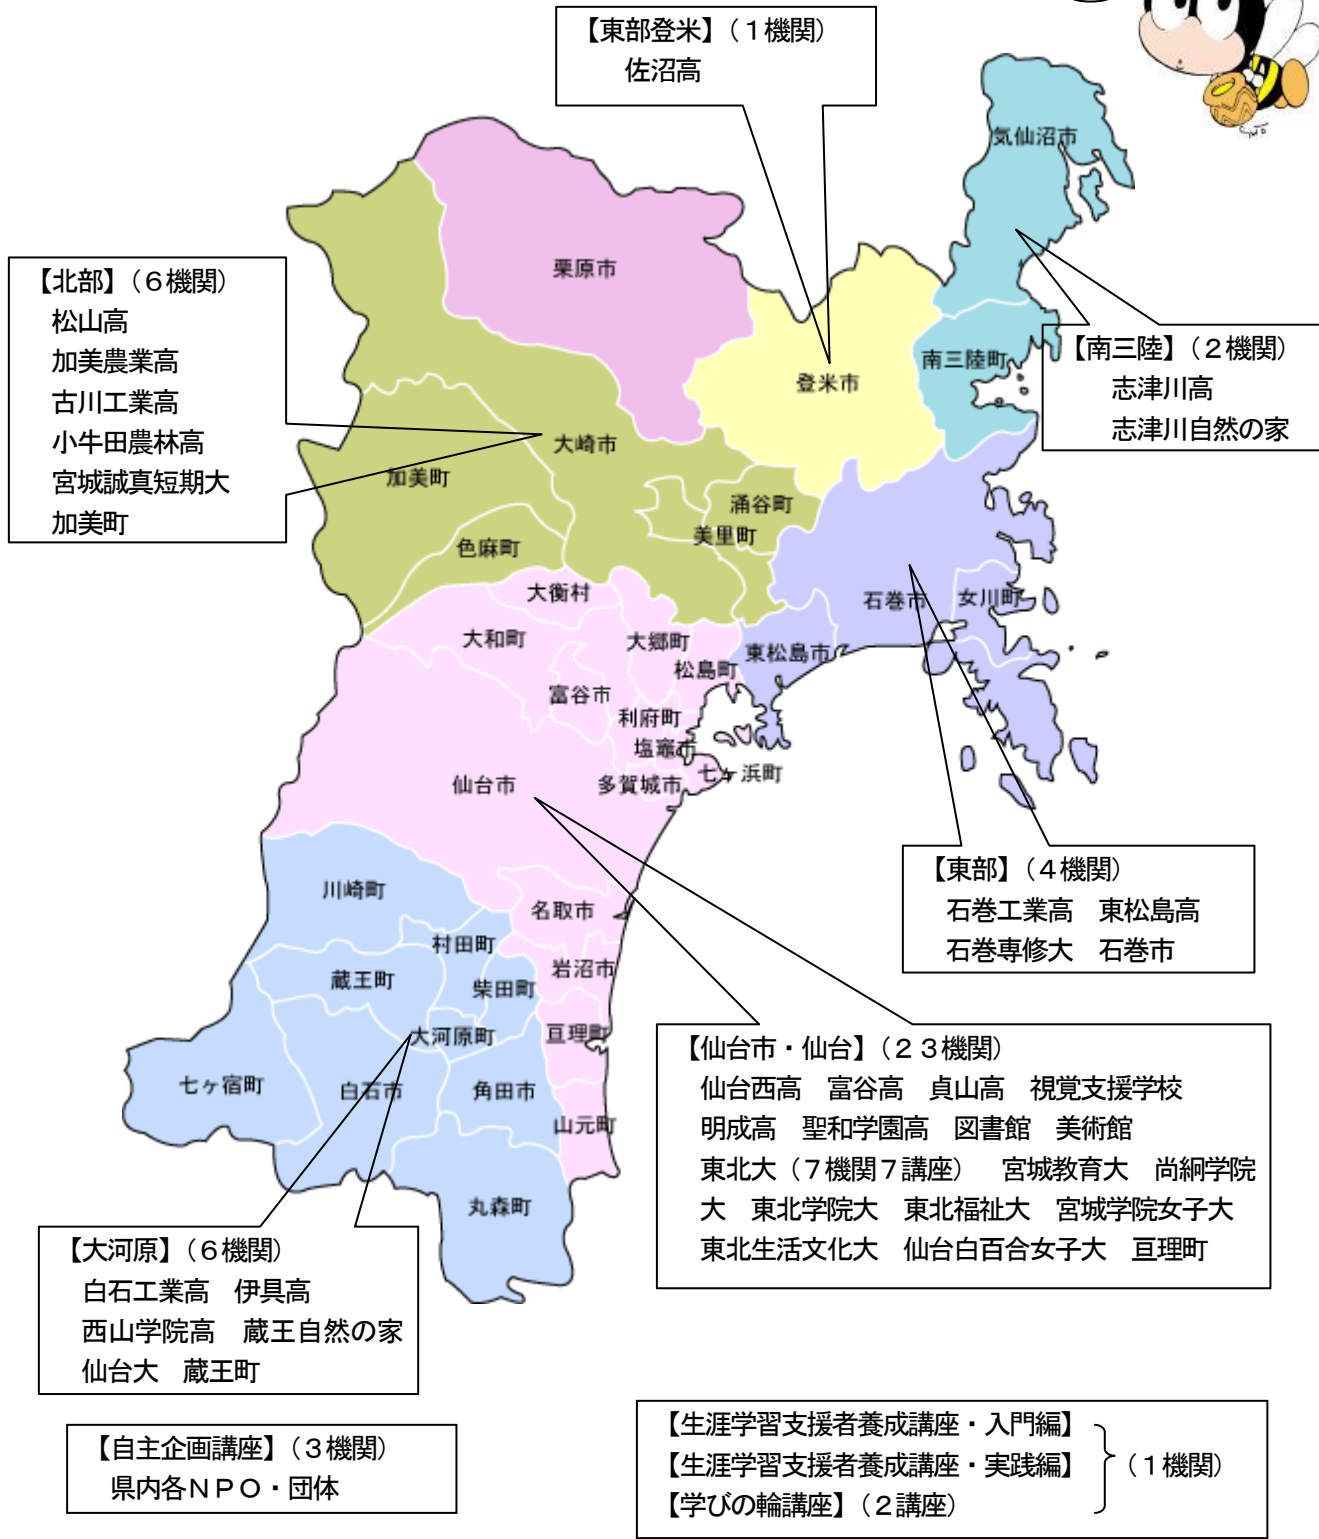 【東部登米】（１機関）
佐沼高
気仙沼市
栗原市
【北部】（６機関）
松山高
加美農業高
古川工業高
小牛田農林高
宮城誠真短期大
加美町
【南三陸】（２機関）
志津川高
志津川自然の家
南三陸町
登米市
大崎市
加美町
涌谷町
美里町
色麻町
大衡村
石巻市
女川町
大和町
大郷町
東松島市
松島町
富谷市
利府町
塩竈市
七ヶ浜町
仙台市
多賀城市
川崎町
名取市
村田町
岩沼市
蔵王町
柴田町
大河原町
亘理町
七ヶ宿町
白石市
角田市
山元町
丸森町
【東部】（４機関）
石巻工業高　東松島高
石巻専修大　石巻市
【仙台市・仙台】（２３機関）
仙台西高　富谷高　貞山高　視覚支援学校
明成高　聖和学園高　図書館　美術館
東北大（７機関７講座）　宮城教育大　尚絅学院
大　東北学院大　東北福祉大　宮城学院女子大
東北生活文化大　仙台白百合女子大　亘理町
【大河原】（６機関）
白石工業高　伊具高
西山学院高　蔵王自然の家
仙台大　蔵王町
【自主企画講座】（３機関）
県内各ＮＰＯ・団体
【生涯学習支援者養成講座・入門編】
【生涯学習支援者養成講座・実践編】
（１機関）
【学びの輪講座】（２講座）